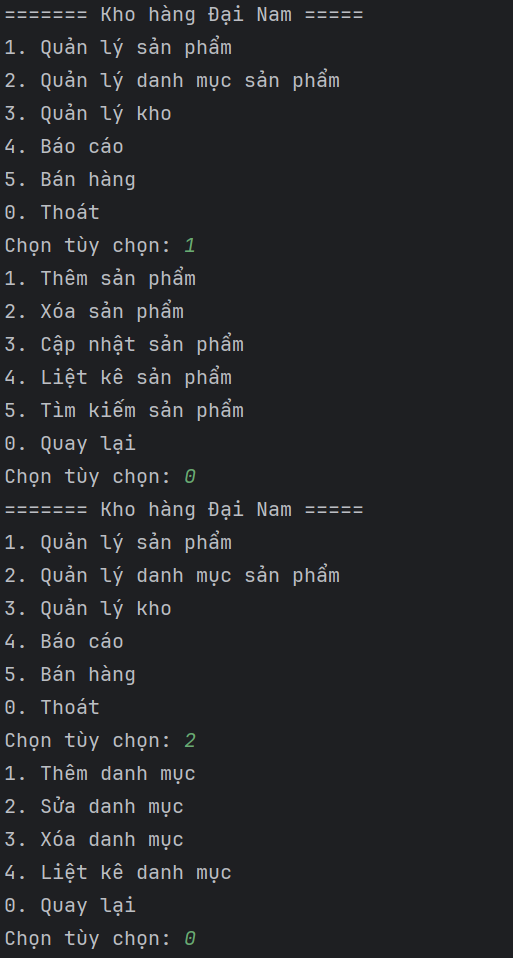 ======= Kho hàng Đại Nam =====
1. Quản lý sản phẩm
2. Quản lý danh mục sản phẩm
3. Quản lý kho
4. Báo cáo
5. Bán hàng
0. Thoát
Chọn tùy chọn: 1
1. Thêm sản phẩm
2. Xóa sản phẩm
3. Cập nhật sản phẩm
4. Liệt kê sản phẩm
5. Tìm kiếm sản phẩm
0. Quay lại
Chọn tùy chọn: 0
======= Kho hàng Đại Nam =====
1. Quản lý sản phẩm
2. Quản lý danh mục sản phẩm
3. Quản lý kho
4. Báo cáo
5. Bán hàng
0. Thoát
Chọn tùy chọn: 2
1. Thêm danh mục
2. Sửa danh mục
3. Xóa danh mục
4. Liệt kê danh mục
0. Quay lại
Chọn tùy chọn: 0